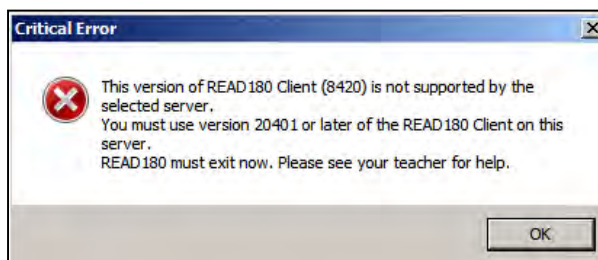 Critical Error
This version of READ180 Client (8420) is not supported by the
selected server.
You must use version 20401 or later of the READ180 Client on this
server.
READ180 must exit now. Please see your teacher for help.
OK